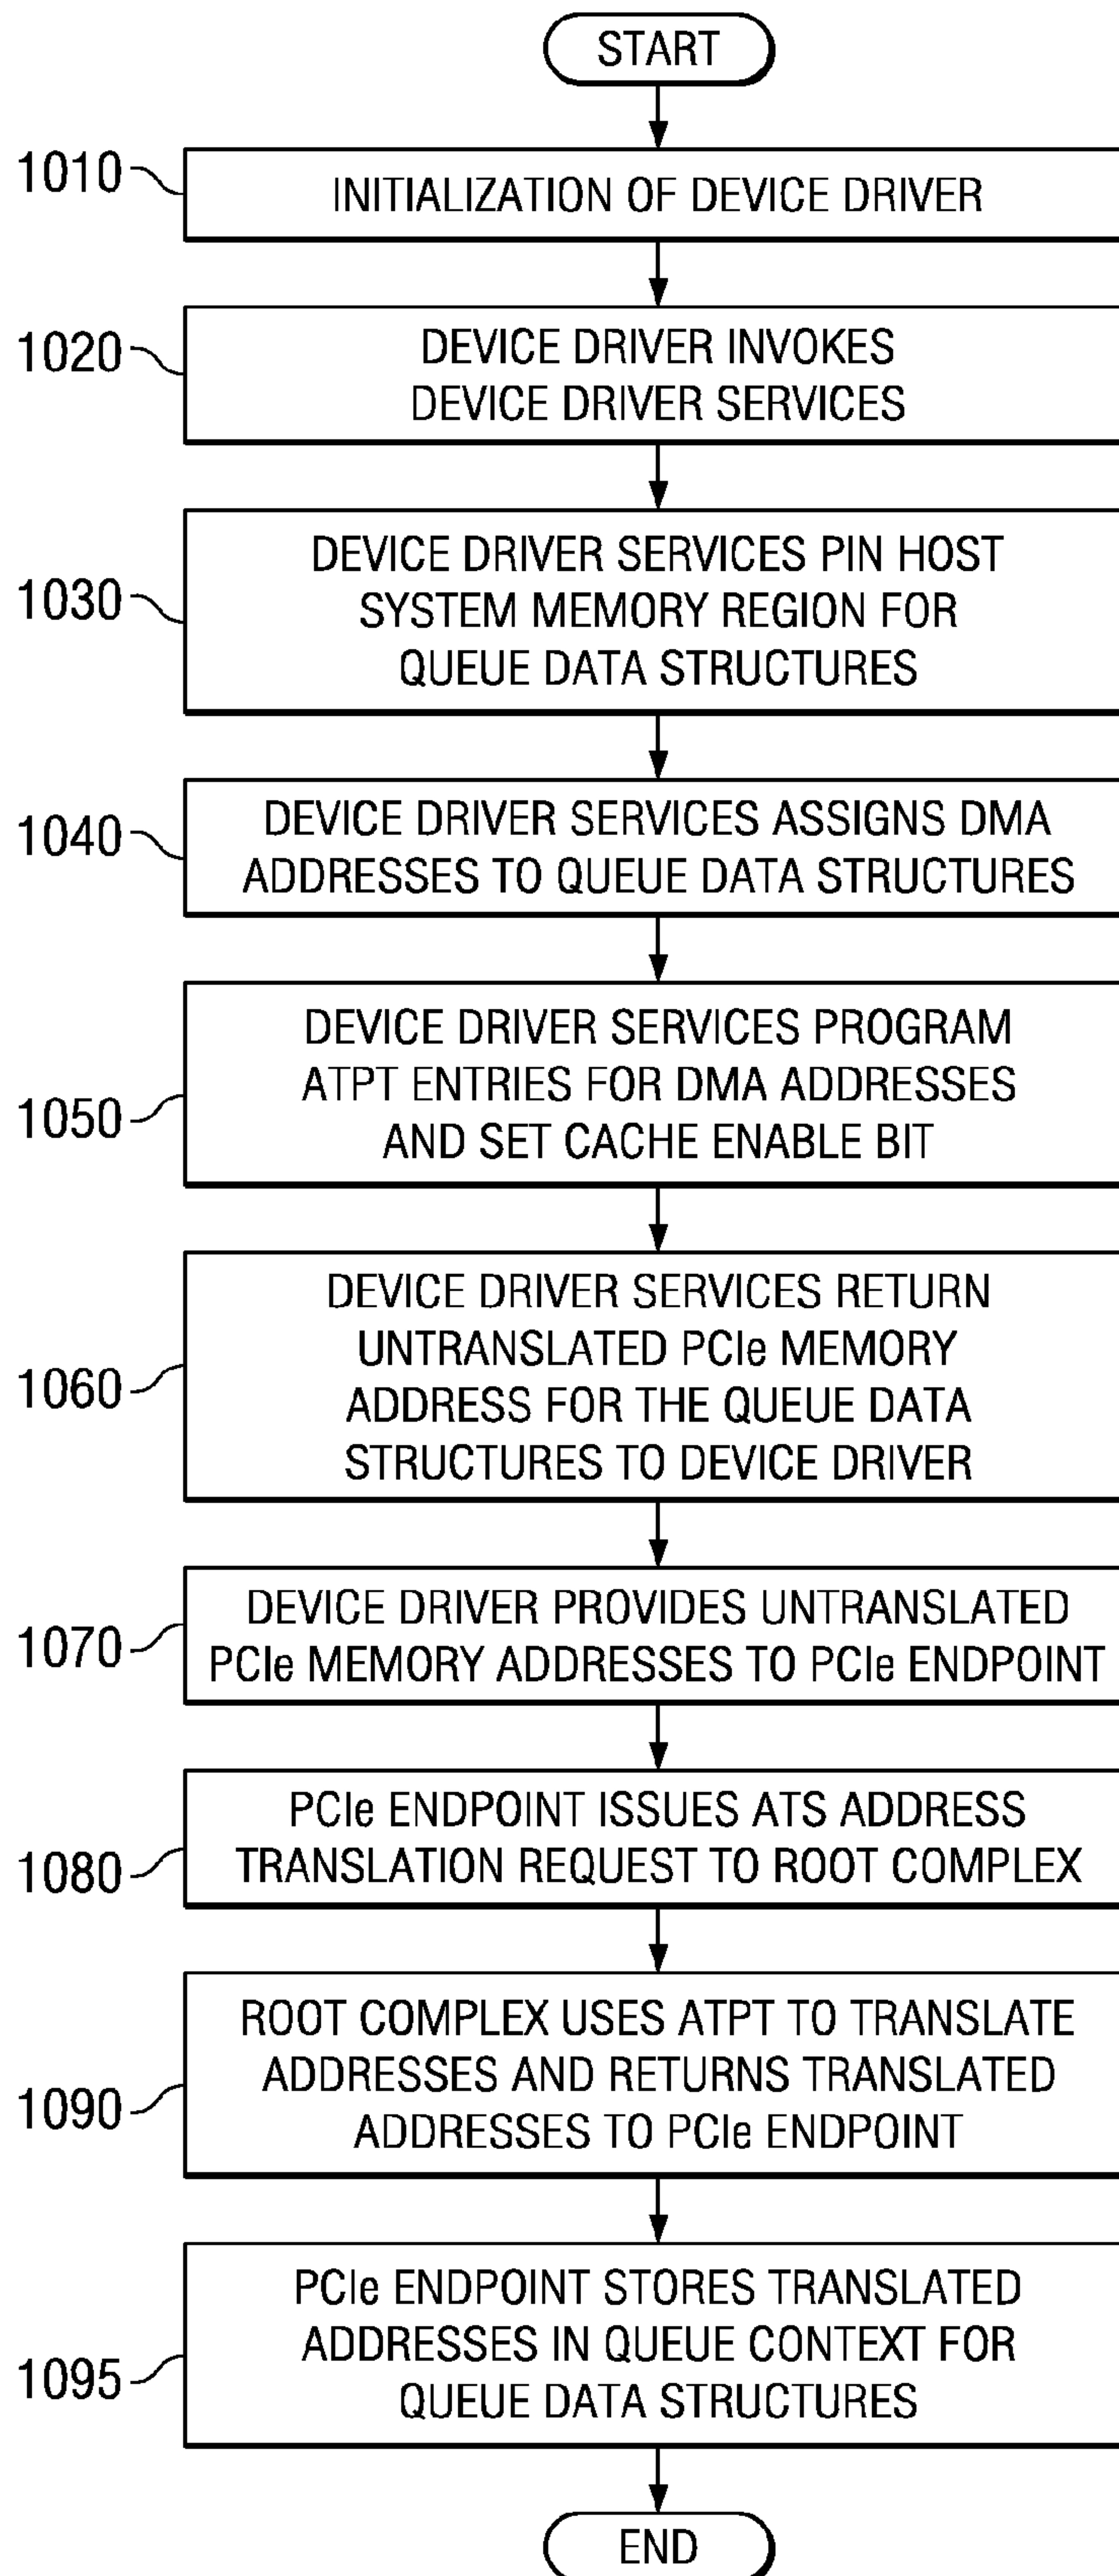 START
1010
INITIALIZATION OF DEVICE DRIVER
1020
DEVICE DRIVER INVOKES
DEVICE DRIVER SERVICES
1030
DEVICE DRIVER SERVICES PIN HOST
SYSTEM MEMORY REGION FOR
QUEUE DATA STRUCTURES
1040
DEVICE DRIVER SERVICES ASSIGNS DMA
ADDRESSES TO QUEUE DATA STRUCTURES
1050
DEVICE DRIVER SERVICES PROGRAM
ATPT ENTRIES FOR DMA ADDRESSES
AND SET CACHE ENABLE BIT
1060
DEVICE DRIVER SERVICES RETURN
UNTRANSLATED PCIe MEMORY
ADDRESS FOR THE QUEUE DATA
STRUCTURES TO DEVICE DRIVER
1070
DEVICE DRIVER PROVIDES UNTRANSLATED
PCIe MEMORY ADDRESSES TO PCIe ENDPOINT
1080
PCIe ENDPOINT ISSUES ATS ADDRESS
TRANSLATION REQUEST TO ROOT COMPLEX
1090
ROOT COMPLEX USES ATPT TO TRANSLATE
ADDRESSES AND RETURNS TRANSLATED
ADDRESSES TO PCIe ENDPOINT
1095
PCIe ENDPOINT STORES TRANSLATED
ADDRESSES IN QUEUE CONTEXT FOR
QUEUE DATA STRUCTURES
END